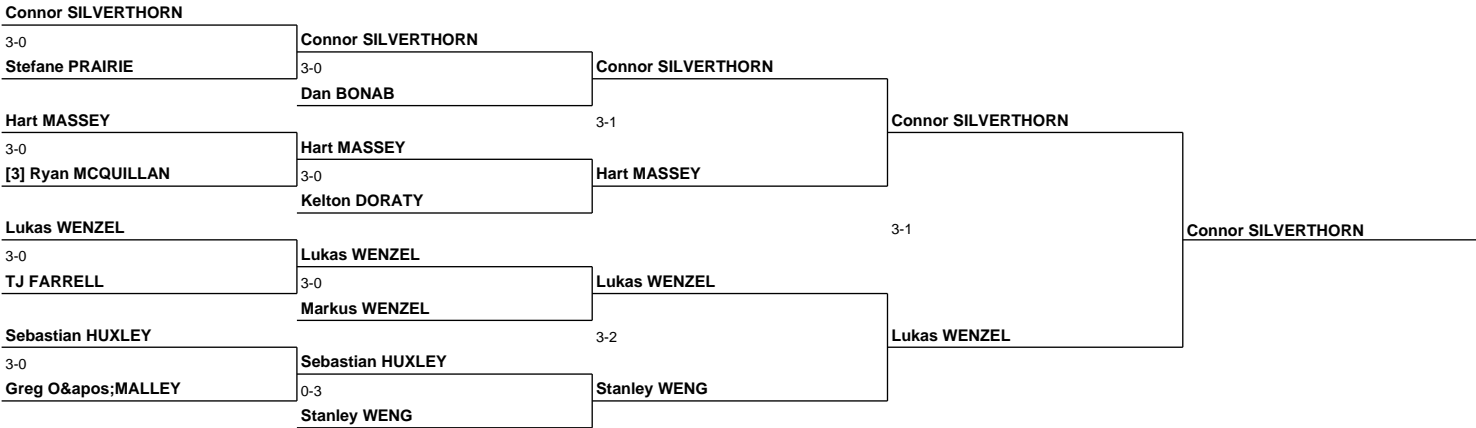 Connor SILVERTHORN
3-0
Connor SILVERTHORN
Stefane PRAIRIE
3-0
Connor SILVERTHORN
Dan BONAB
Hart MASSEY
3-1
Connor SILVERTHORN
3-0
Hart MASSEY
[3] Ryan MCQUILLAN
3-0
Hart MASSEY
Kelton DORATY
Lukas WENZEL
3-1
Connor SILVERTHORN
3-0
Lukas WENZEL
TJ FARRELL
3-0
Lukas WENZEL
Markus WENZEL
Sebastian HUXLEY
3-2
Lukas WENZEL
3-0
Sebastian HUXLEY
Greg O&apos;MALLEY
0-3
Stanley WENG
Stanley WENG